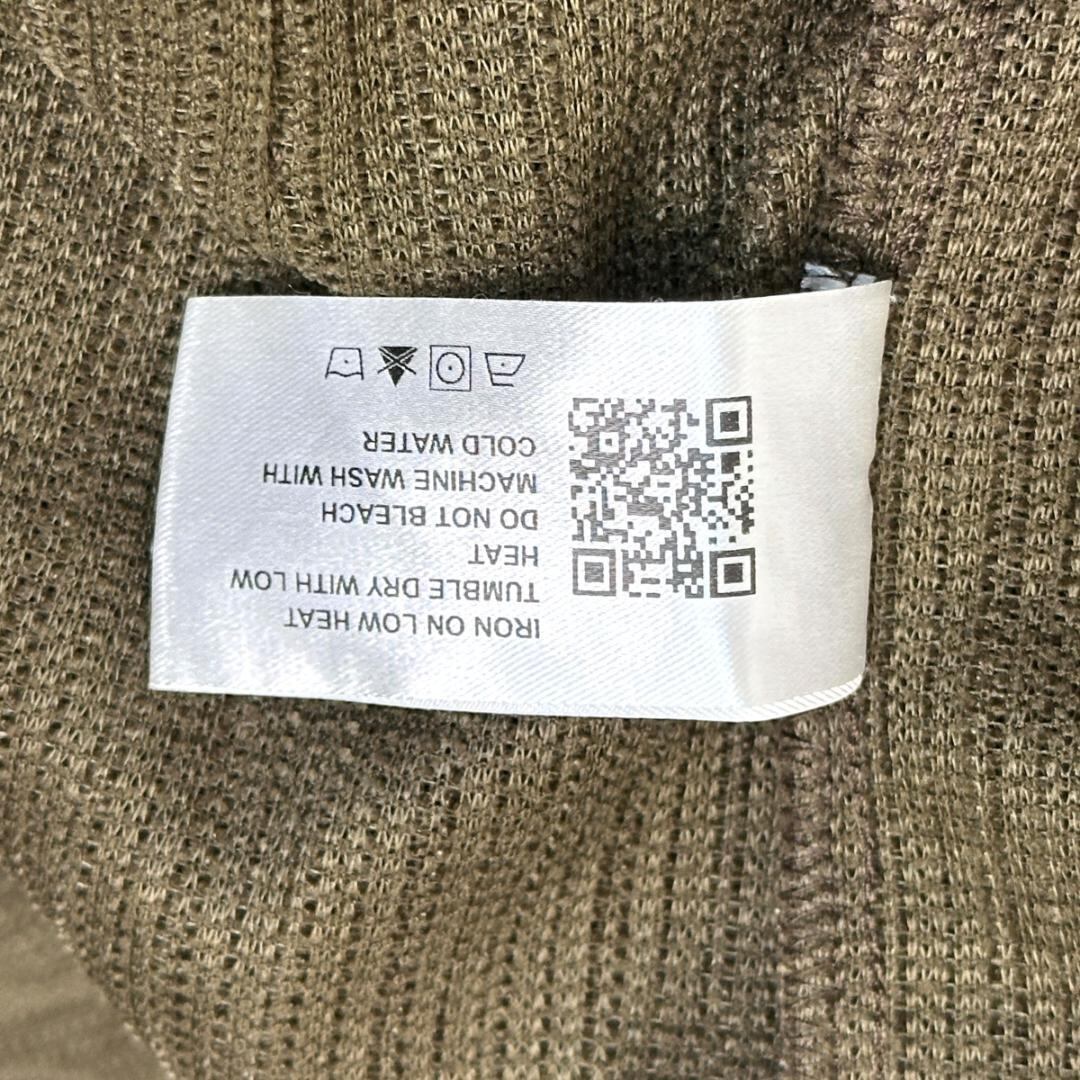 IRON ON LOW HEAT
TUMBLE DRY WITH LOW
HEAT
DO NOT BLEACH
MACHINE WASH WITH
COLD WATER